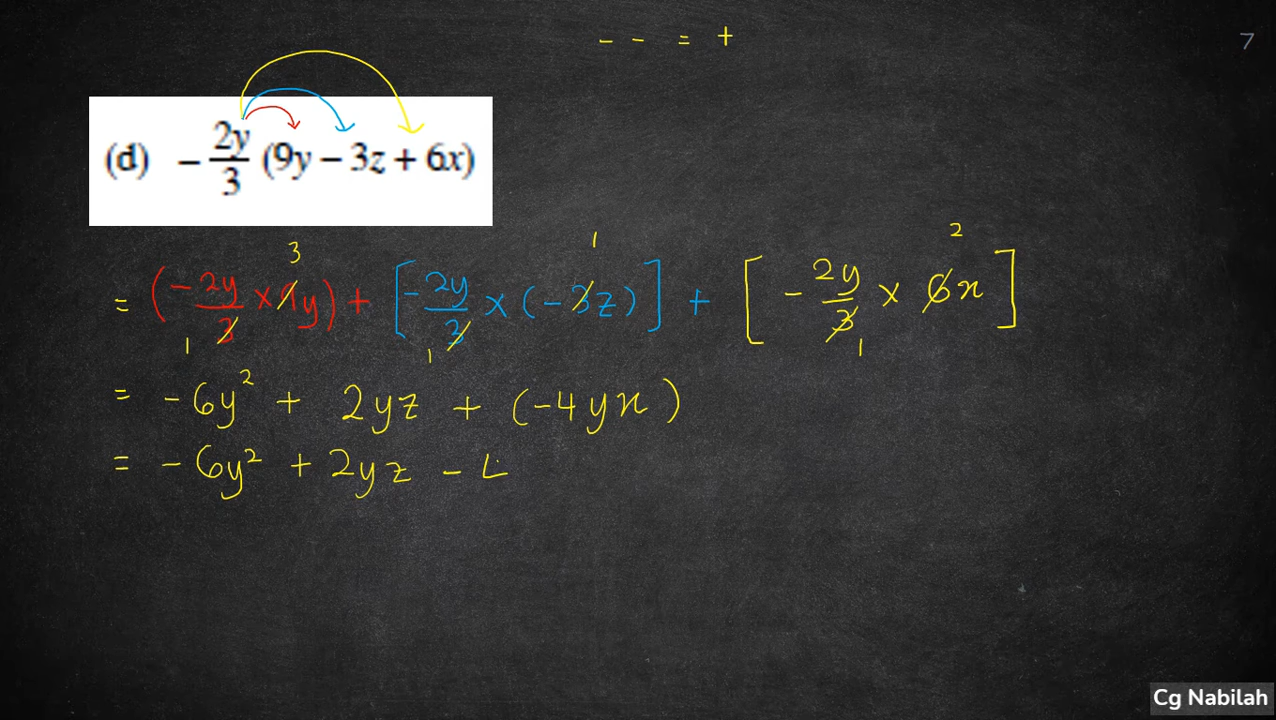 - - = +
7
(d) -2y/3 (9y – 3z + 6x)
= (-2y/3 × 9y) + [-2y/3 × (-3z)] + [-2y/3 × 6x]
3 1 2
1 1 1
= -6y² + 2yz + (-4yx)
= -6y² + 2yz - 4
Cg Nabilah